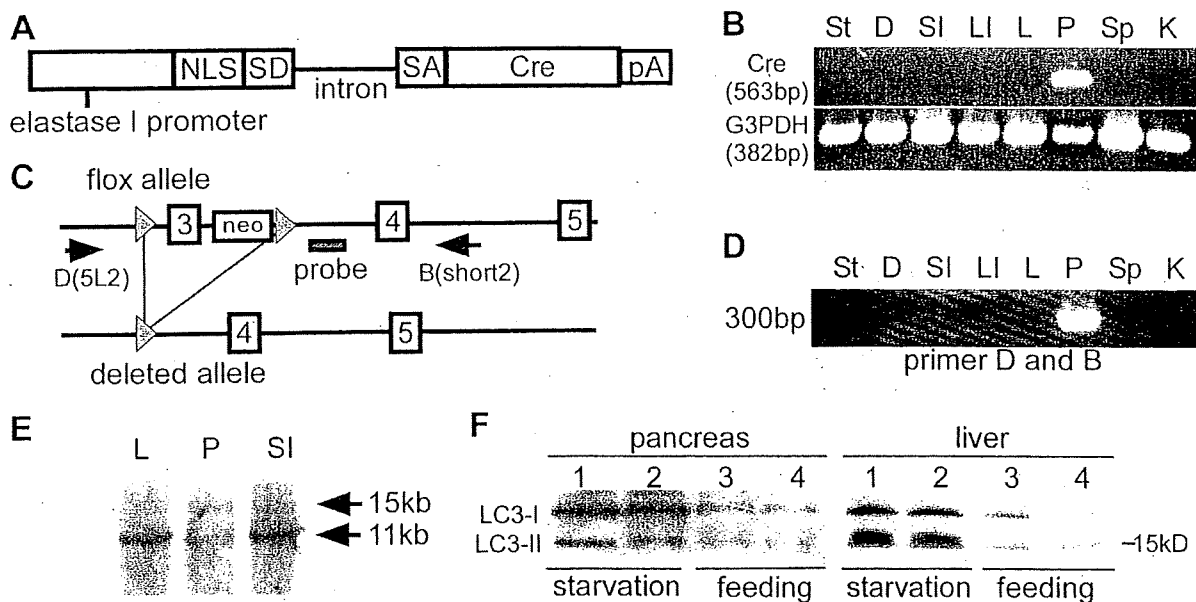 A
NLS SD intron SA Cre pA
elastase I promoter
B
St D SI LI L P Sp K
Cre
(563bp)
G3PDH
(382bp)
C
flox allele
3 neo 4 5
D(5L2) probe B(short2)
4 5
deleted allele
D
St D SI LI L P Sp K
300bp
primer D and B
E
L P SI
15kb
11kb
F
pancreas liver
1 2 3 4 1 2 3 4
LC3-I
LC3-II
-15kD
starvation feeding starvation feeding